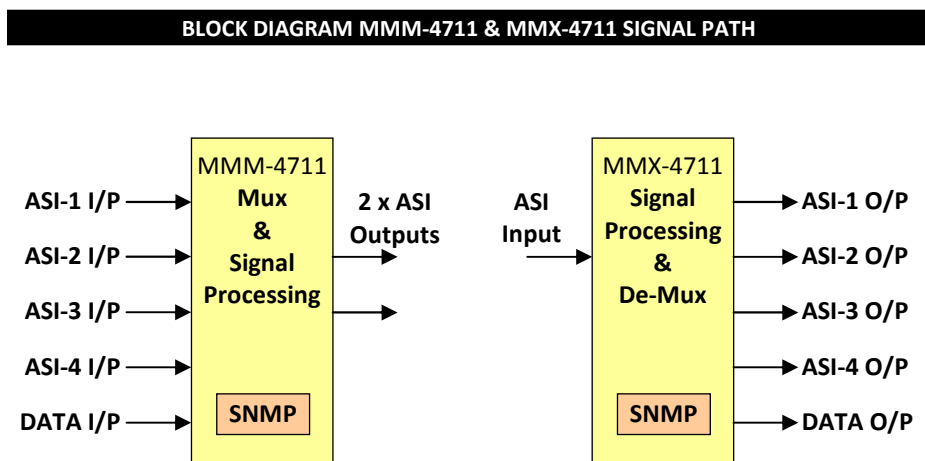 BLOCK DIAGRAM MMM-4711 & MMX-4711 SIGNAL PATH
ASI-1 I/P
ASI-2 I/P
ASI-3 I/P
ASI-4 I/P
DATA I/P
MMM-4711
Mux
&
Signal
Processing
SNMP
2 x ASI
Outputs
ASI
Input
MMX-4711
Signal
Processing
&
De-Mux
SNMP
ASI-1 O/P
ASI-2 O/P
ASI-3 O/P
ASI-4 O/P
DATA O/P